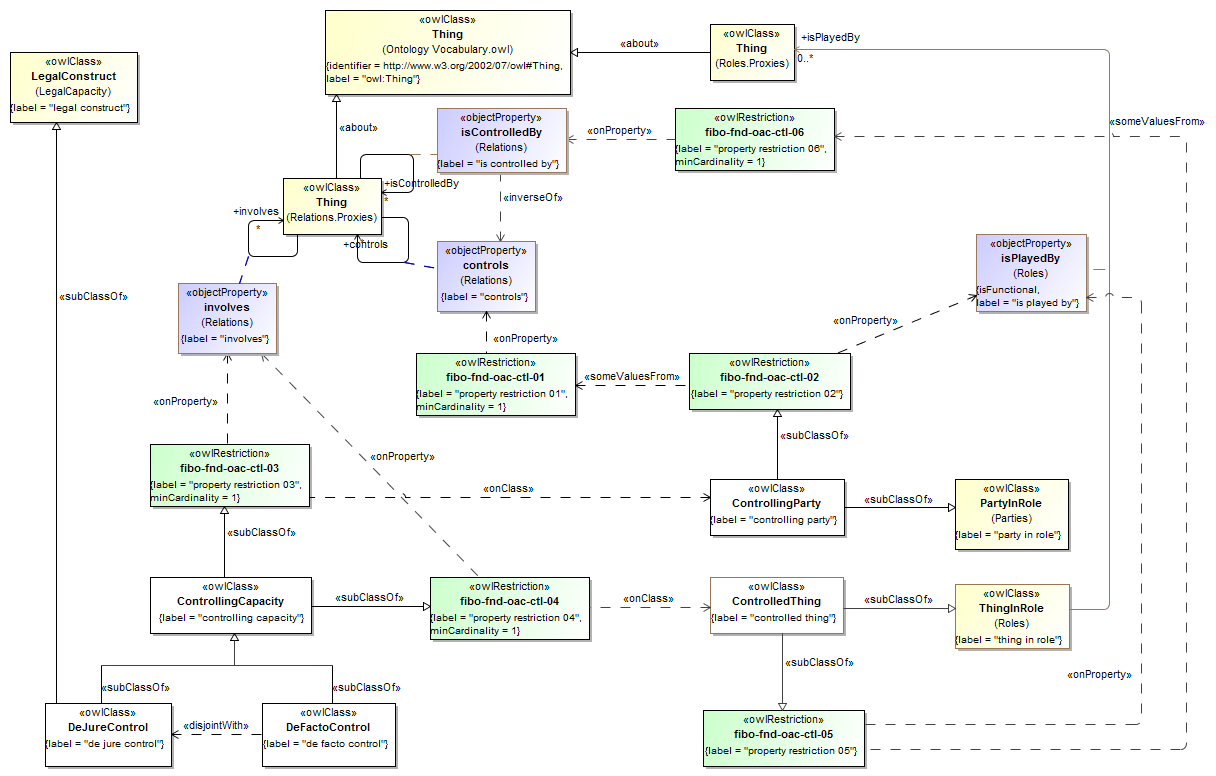 «owlClass»
Thing
(Ontology Vocabulary.owl)
{identifier = http://www.w3.org/2002/07/owl#Thing,
label = "owl:Thing"}
«about»
«owlClass»
Thing
(Roles.Proxies)
+isPlayedBy
0..*
«owlClass»
LegalConstruct
(LegalCapacity)
{label = "legal construct"}
«about»
«objectProperty»
isControlledBy
(Relations)
{label = "is controlled by"}
«onProperty»
«owlRestriction»
fibo-fnd-oac-ctl-06
{label = "property restriction 06",
minCardinality = 1}
«someValuesFrom»
«owlClass»
Thing
(Relations.Proxies)
+isControlledBy
*
+involves
*
+controls
«inverseOf»
«objectProperty»
controls
(Relations)
{label = "controls"}
«objectProperty»
isPlayedBy
(Roles)
{isFunctional,
label = "is played by"}
«subClassOf»
«objectProperty»
involves
(Relations)
{label = "involves"}
«onProperty»
«onProperty»
«owlRestriction»
fibo-fnd-oac-ctl-01
{label = "property restriction 01",
minCardinality = 1}
«someValuesFrom»
«owlRestriction»
fibo-fnd-oac-ctl-02
{label = "property restriction 02"}
«onProperty»
«subClassOf»
«onProperty»
«owlRestriction»
fibo-fnd-oac-ctl-03
{label = "property restriction 03",
minCardinality = 1}
«onClass»
«owlClass»
ControllingParty
{label = "controlling party"}
«subClassOf»
«owlClass»
PartyInRole
(Parties)
{label = "party in role"}
«subClassOf»
«owlClass»
ControllingCapacity
{label = "controlling capacity"}
«subClassOf»
«owlRestriction»
fibo-fnd-oac-ctl-04
{label = "property restriction 04",
minCardinality = 1}
«onClass»
«owlClass»
ControlledThing
{label = "controlled thing"}
«subClassOf»
«owlClass»
ThingInRole
(Roles)
{label = "thing in role"}
«subClassOf»
«onProperty»
«subClassOf»
«subClassOf»
«owlClass»
DeJureControl
{label = "de jure control"}
«disjointWith»
«owlClass»
DeFactoControl
{label = "de facto control"}
«owlRestriction»
fibo-fnd-oac-ctl-05
{label = "property restriction 05"}